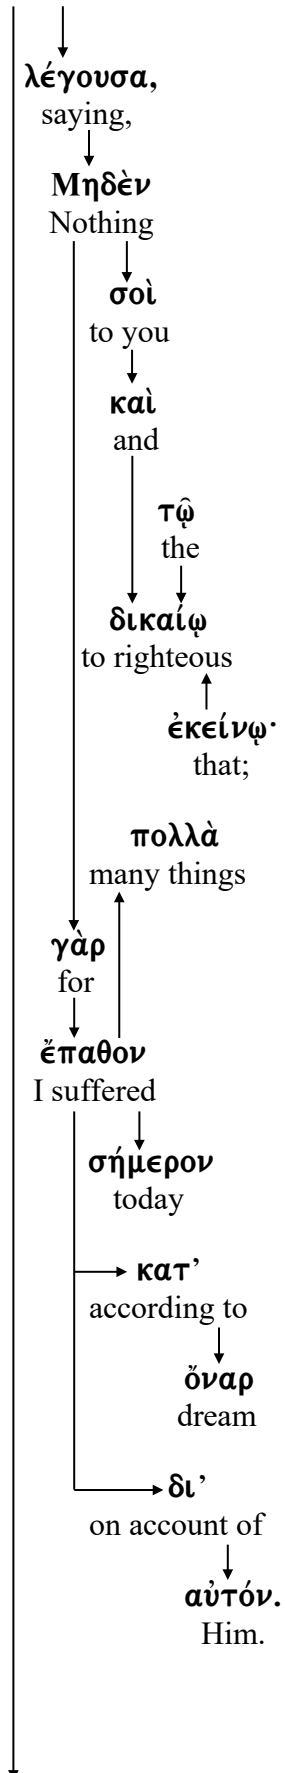 λέγουσα,
saying,
Μηδὲν
Nothing
σοὶ
to you
καὶ
and
τῷ
the
δικαίῳ
to righteous
ἐκείνῳ·
that;
πολλὰ
many things
γὰρ
for
ἔπαθον
I suffered
σήμερον
today
κατ’
according to
ὄναρ
dream
δι’
on account of
αὐτόν.
Him.